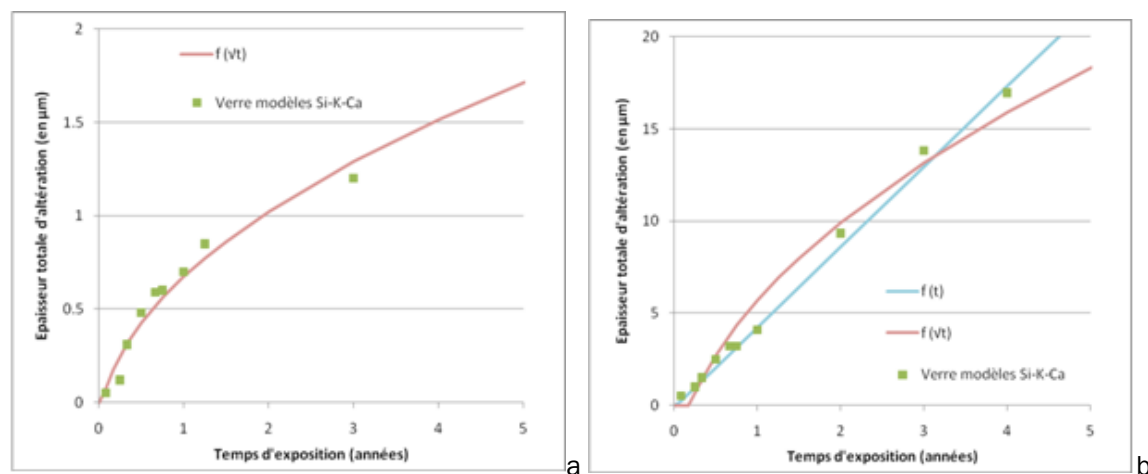 2
1.5
1
0.5
0
0 1 2 3 4 5
Epaisseur totale d'altération (en µm)
Temps d'exposition (années)
f (√t)
Verre modèles Si-K-Ca
a
20
15
10
5
0
0 1 2 3 4 5
Epaisseur totale d'altération (en µm)
Temps d'exposition (années)
f (t)
f (√t)
Verre modèles Si-K-Ca
b